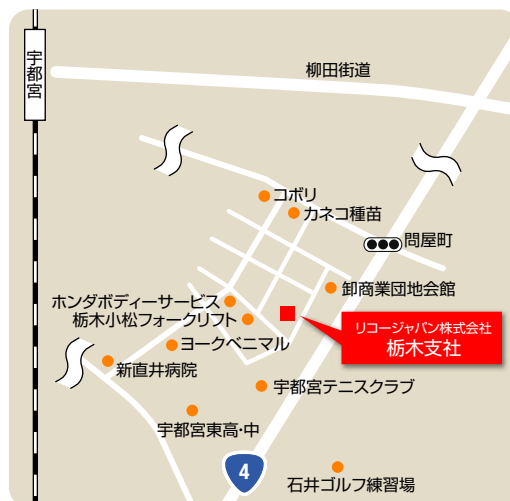 宇都宮
柳田街道
コボリ
カネコ種苗
問屋町
卸商業団地会館
ホンダボディーサービス
栃木小松フォークリフト
リコージャパン株式会社
栃木支社
ヨークベニマル
新直井病院
宇都宮テニスクラブ
宇都宮東高・中
4
石井ゴルフ練習場